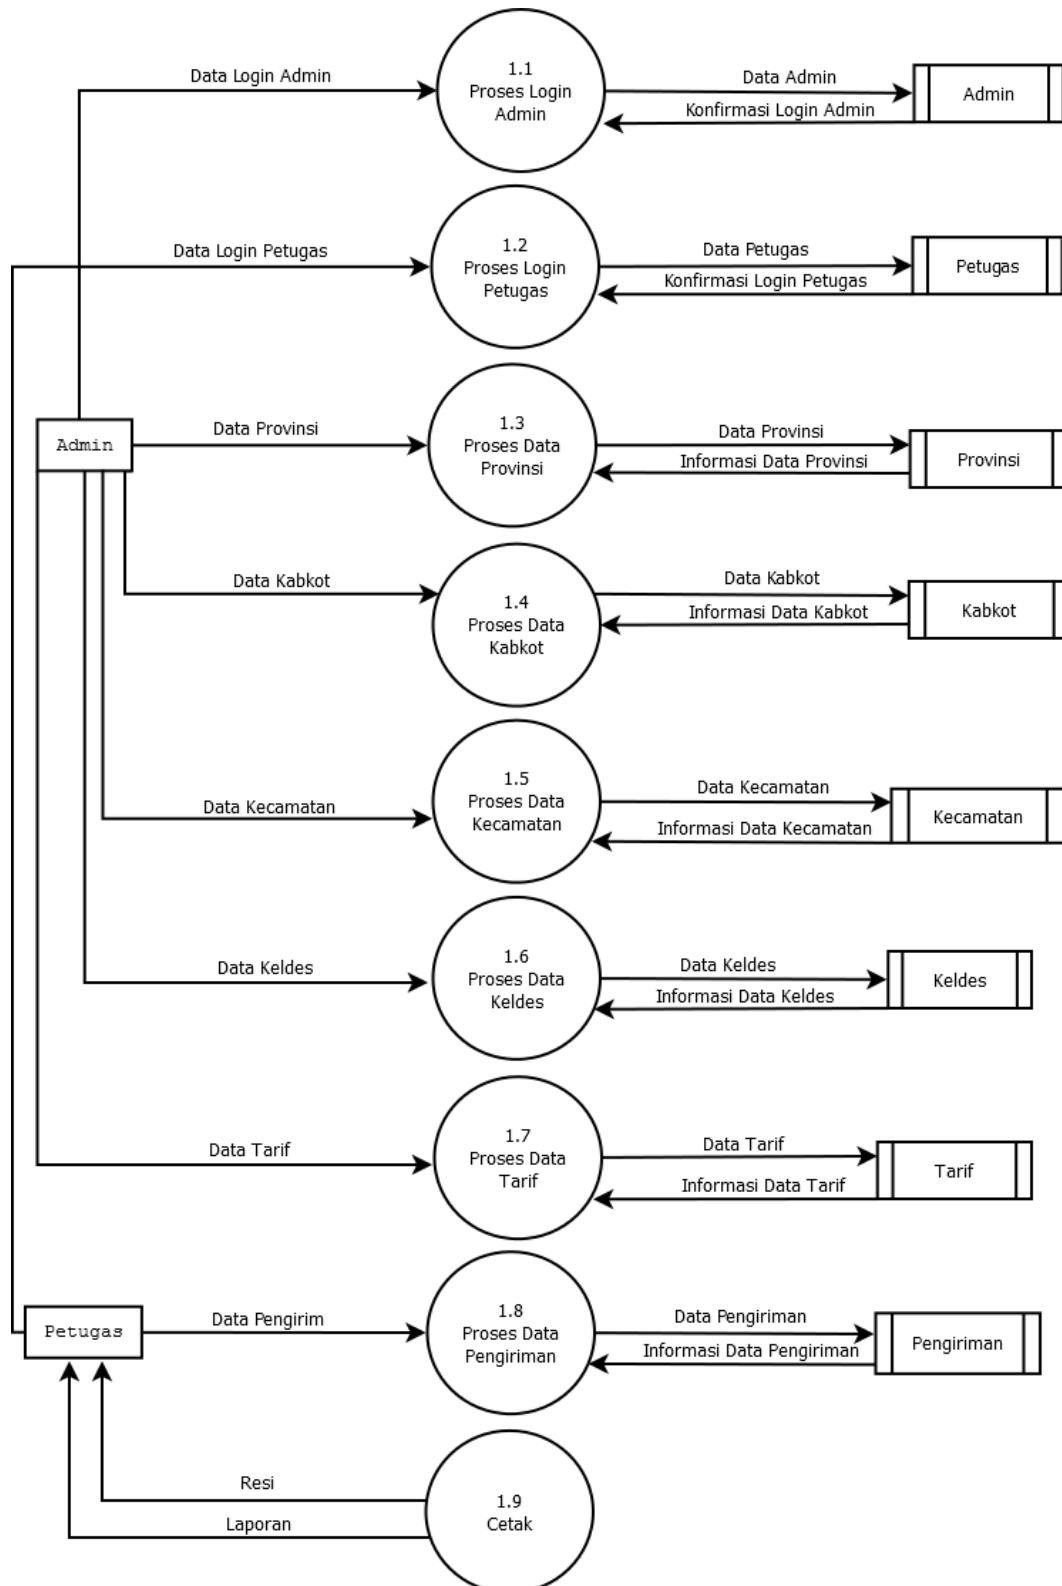 1.1
Proses Login
Admin
Data Login Admin
Data Admin
Konfirmasi Login Admin
Admin
1.2
Proses Login
Petugas
Data Login Petugas
Data Petugas
Konfirmasi Login Petugas
Petugas
Admin
Data Provinsi
1.3
Proses Data
Provinsi
Data Provinsi
Informasi Data Provinsi
Provinsi
Data Kabkot
1.4
Proses Data
Kabkot
Data Kabkot
Informasi Data Kabkot
Kabkot
Data Kecamatan
1.5
Proses Data
Kecamatan
Data Kecamatan
Informasi Data Kecamatan
Kecamatan
Data Keldes
1.6
Proses Data
Keldes
Data Keldes
Informasi Data Keldes
Keldes
Data Tarif
1.7
Proses Data
Tarif
Data Tarif
Informasi Data Tarif
Tarif
Petugas
Data Pengirim
1.8
Proses Data
Pengiriman
Data Pengiriman
Informasi Data Pengiriman
Pengiriman
Resi
Laporan
1.9
Cetak